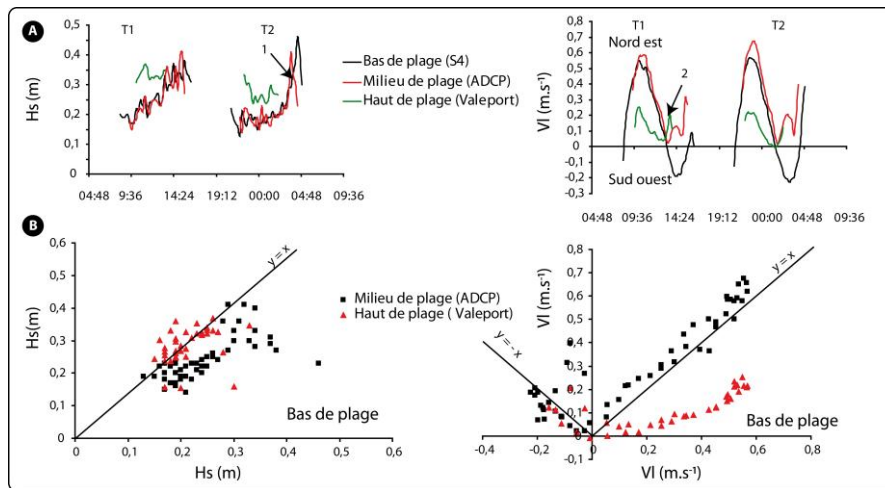 A
T1
T2
1
Hs (m)
0,5
0,4
0,3
0,2
0,1
0
04:48 9:36 14:24 19:12 00:00 04:48 09:36
Bas de plage (S4)
Milieu de plage (ADCP)
Haut de plage (Valeport)
T1
T2
Nord est
2
Sud ouest
Vl (m.s-1)
0,8
0,7
0,6
0,5
0,4
0,3
0,2
0,1
0
-0,1
-0,2
-0,3
04:48 09:36 14:24 19:12 00:00 04:48 09:36
B
Hs(m)
0,6
0,5
0,4
0,3
0,2
0,1
0
y = x
Bas de plage
0 0,1 0,2 0,3 0,4 0,5 0,6
Hs (m)
Milieu de plage (ADCP)
Haut de plage ( Valeport)
Vl (m.s-1)
0,8
0,7
0,6
0,5
0,4
0,3
0,2
0,1
0
-0,1
y = x
y = - x
Bas de plage
-0,4 -0,2 0 0,2 0,4 0,6 0,8
Vl (m.s-1)